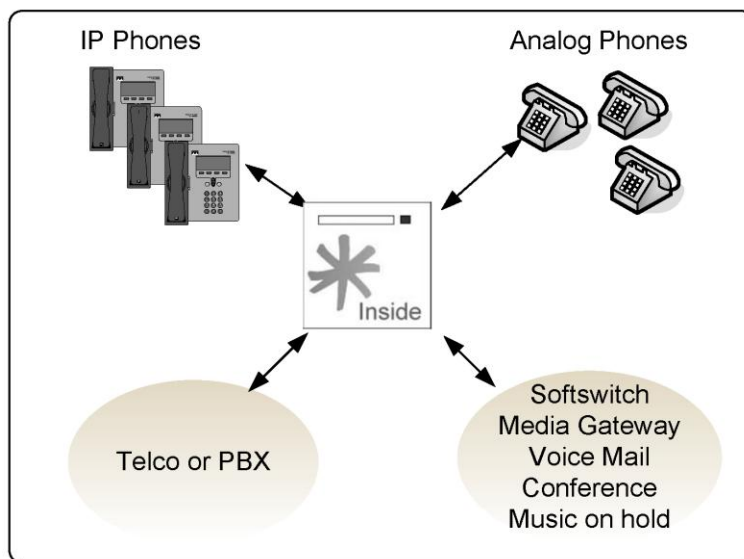 IP Phones
Analog Phones
Inside
Telco or PBX
Softswitch
Media Gateway
Voice Mail
Conference
Music on hold